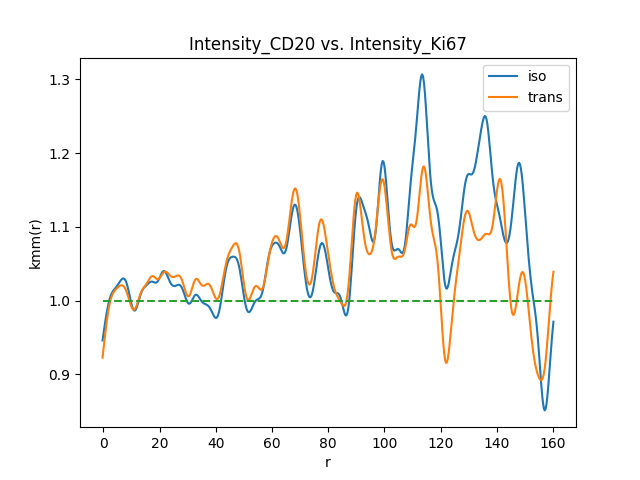 Intensity_CD20 vs. Intensity_Ki67
iso
trans
1.3
1.2
1.1
1.0
0.9
kmm(r)
0 20 40 60 80 100 120 140 160
r